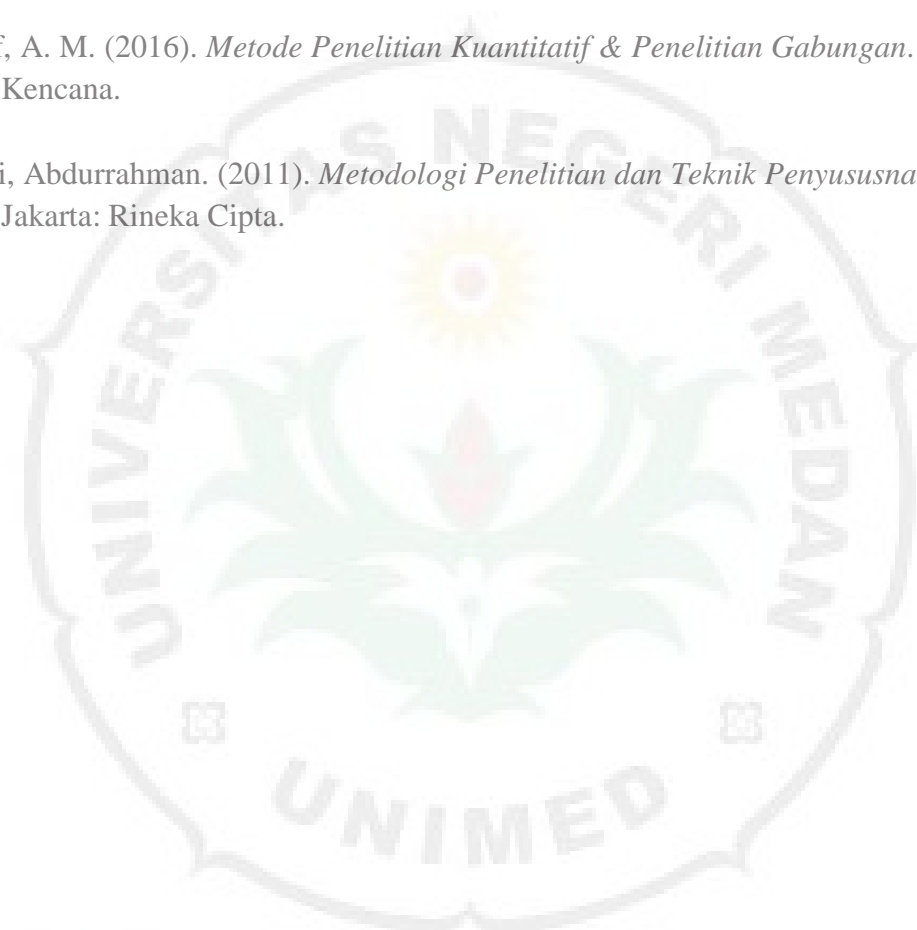 f, A. M. (2016). Metode Penelitian Kuantitatif & Penelitian Gabungan.
Kencana.
i, Abdurrahman. (2011). Metodologi Penelitian dan Teknik Penyususna
Jakarta: Rineka Cipta.
UNIVERSITAS NEGERI MEDAN
UNIMED